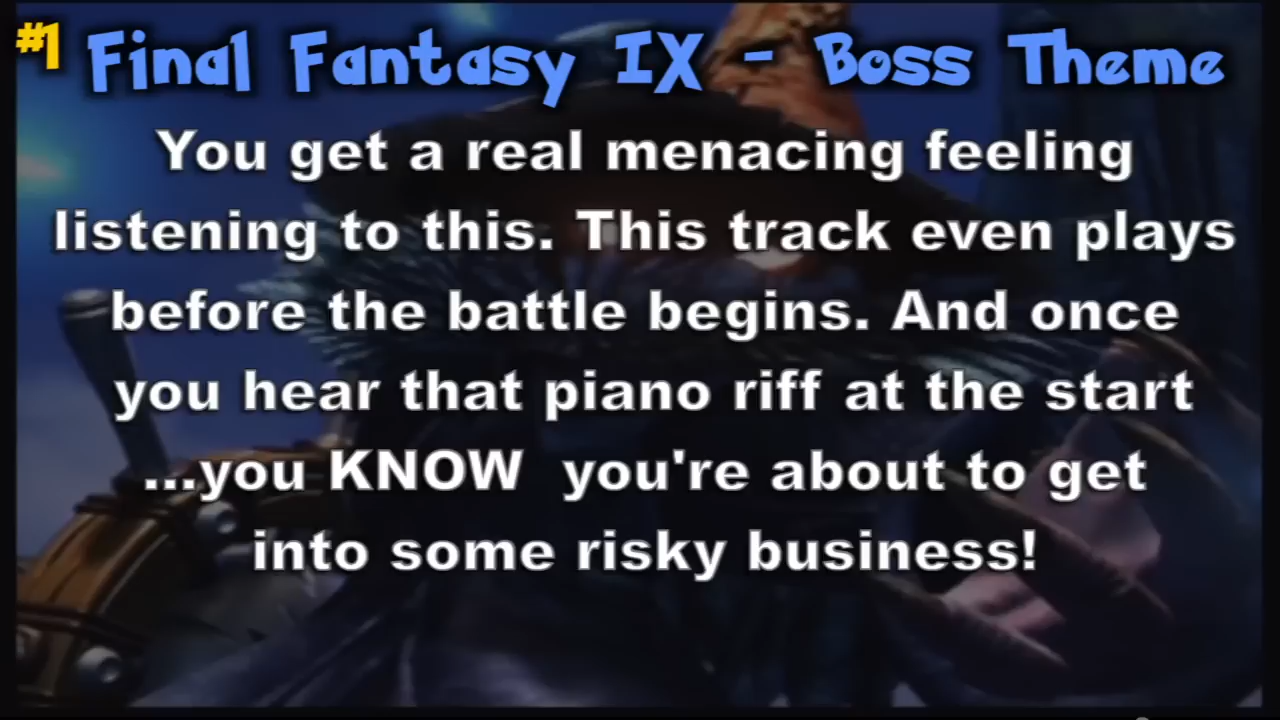 #1 Final Fantasy IX - Boss Theme
You get a real menacing feeling
listening to this. This track even plays
before the battle begins. And once
you hear that piano riff at the start
...you KNOW you're about to get
into some risky business!